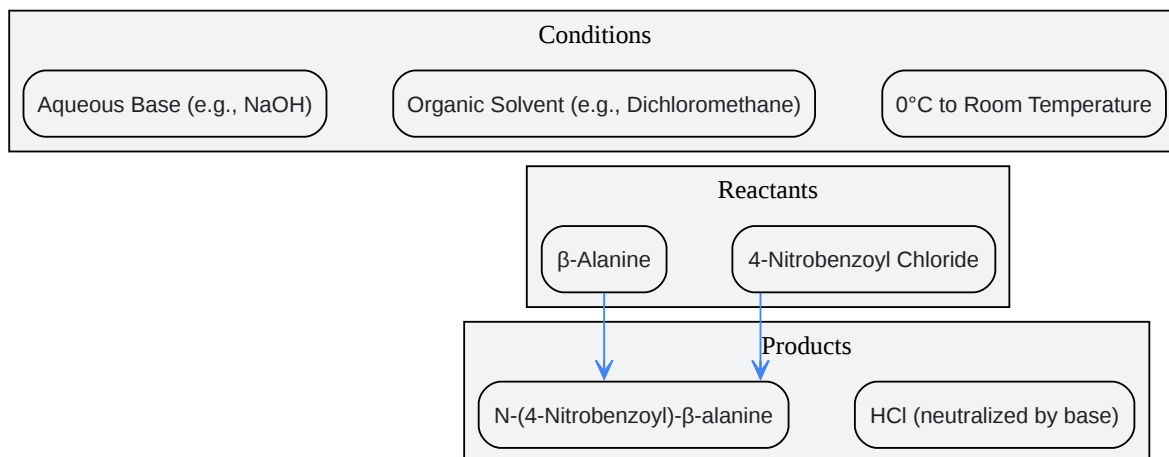 Conditions
Aqueous Base (e.g., NaOH)
Organic Solvent (e.g., Dichloromethane)
0°C to Room Temperature
Reactants
β-Alanine
4-Nitrobenzoyl Chloride
Products
N-(4-Nitrobenzoyl)-β-alanine
HCl (neutralized by base)